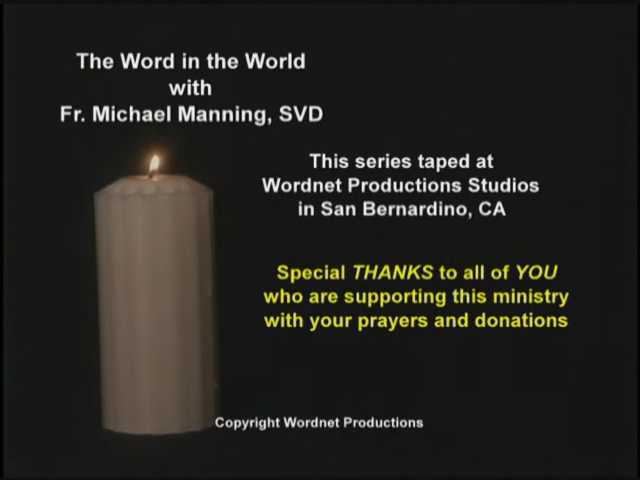 The Word in the World
with
Fr. Michael Manning, SVD
This series taped at
Wordnet Productions Studios
in San Bernardino, CA
Special THANKS to all of YOU
who are supporting this ministry
with your prayers and donations
Copyright Wordnet Productions